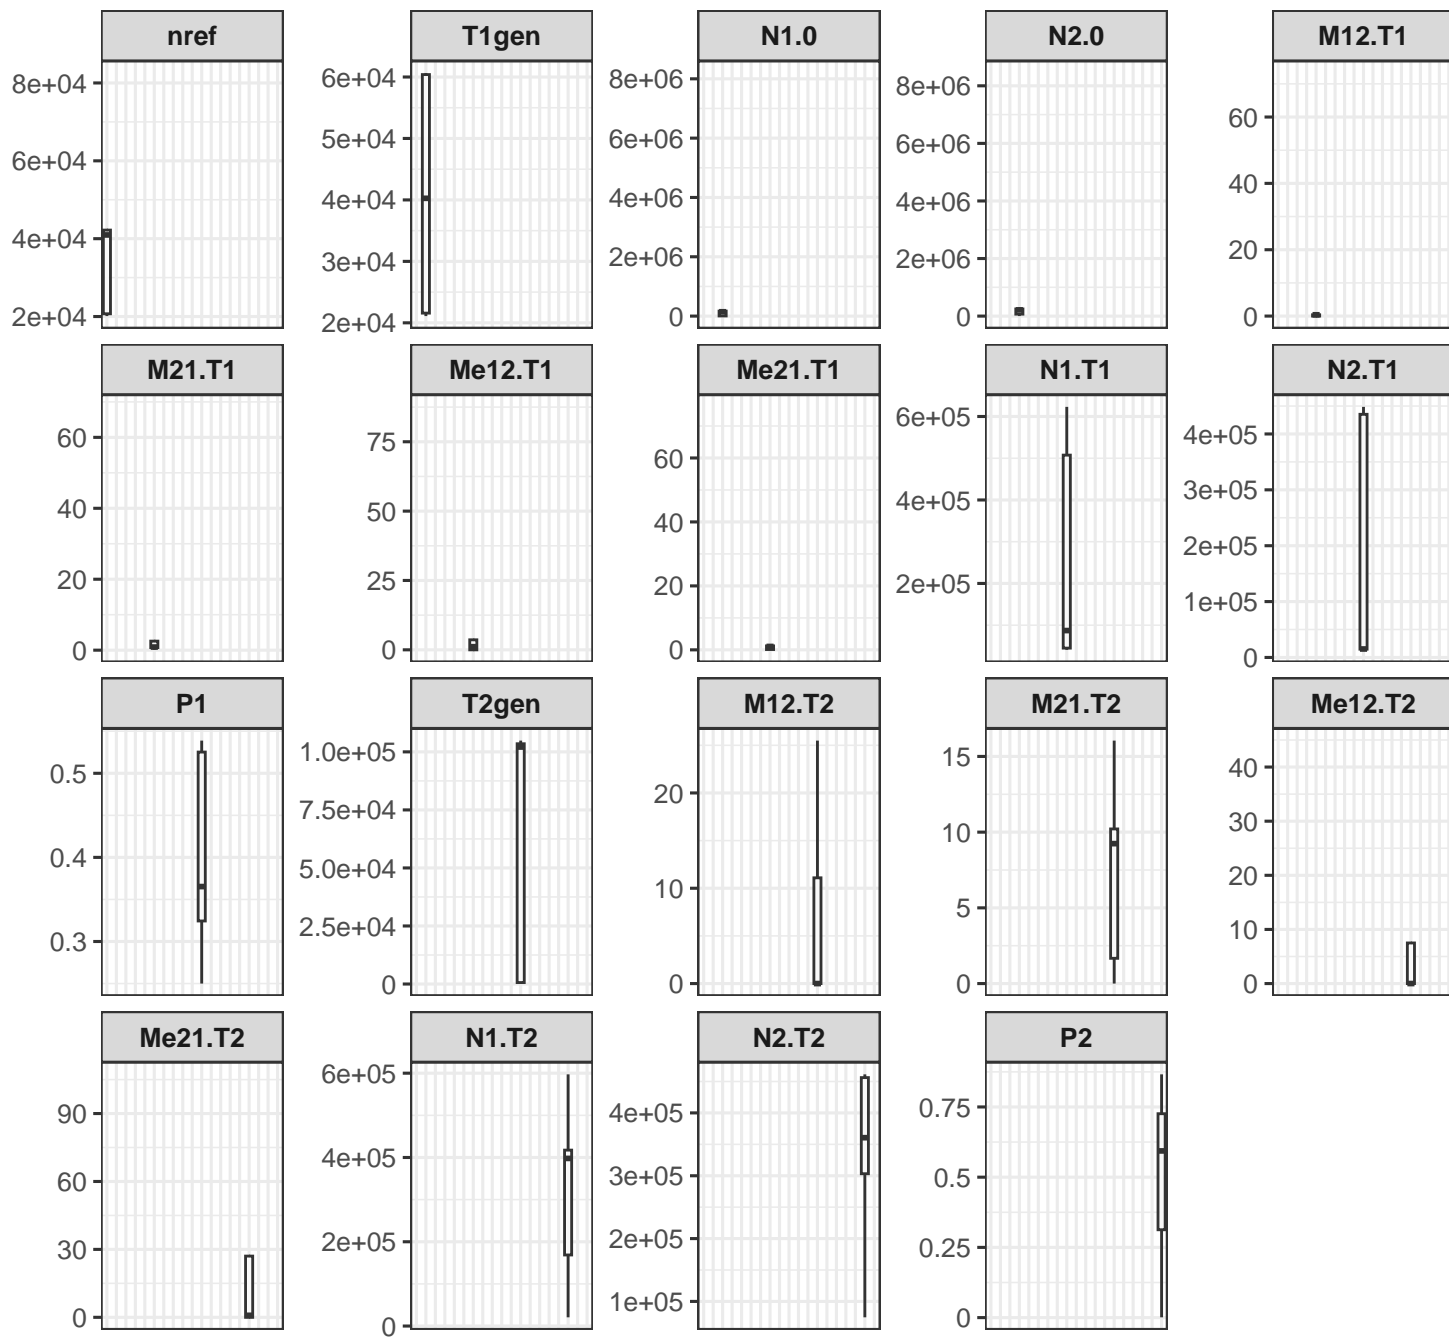 nref
T1gen
N1.0
N2.0
M12.T1
8e+04
6e+04
4e+04
2e+04
6e+04
5e+04
4e+04
3e+04
2e+04
8e+06
6e+06
4e+06
2e+06
0
8e+06
6e+06
4e+06
2e+06
0
60
40
20
0
M21.T1
Me12.T1
Me21.T1
N1.T1
N2.T1
60
40
20
0
75
50
25
0
60
40
20
0
6e+05
4e+05
2e+05
4e+05
3e+05
2e+05
1e+05
0
P1
T2gen
M12.T2
M21.T2
Me12.T2
0.5
0.4
0.3
1.0e+05
7.5e+04
5.0e+04
2.5e+04
0
20
10
0
15
10
5
0
40
30
20
10
0
Me21.T2
N1.T2
N2.T2
P2
90
60
30
0
6e+05
4e+05
2e+05
0
4e+05
3e+05
2e+05
1e+05
0.75
0.5
0.25
0